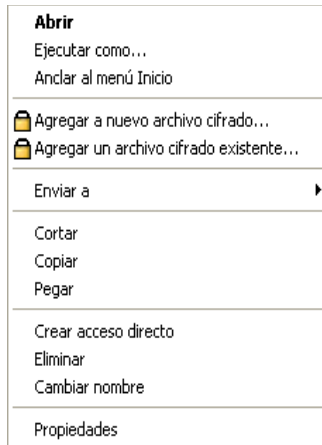 Abrir
Ejecutar como...
Anclar al menú Inicio
Agregar a nuevo archivo cifrado...
Agregar un archivo cifrado existente...
Enviar a
Cortar
Copiar
Pegar
Crear acceso directo
Eliminar
Cambiar nombre
Propiedades